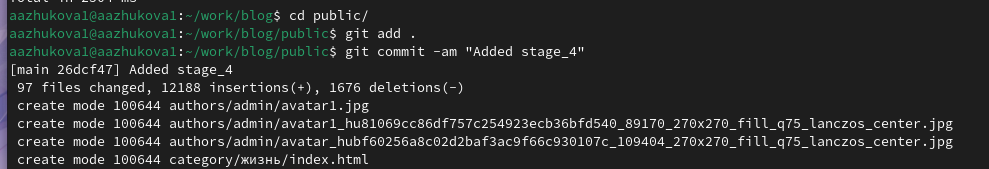 aazhukova1@aazhukova1:~/work/blog$ cd public/
aazhukova1@aazhukova1:~/work/blog/public$ git add .
aazhukova1@aazhukova1:~/work/blog/public$ git commit -am "Added stage_4"
[main 26dcf47] Added stage_4
 97 files changed, 12188 insertions(+), 1676 deletions(-)
 create mode 100644 authors/admin/avatar1.jpg
 create mode 100644 authors/admin/avatar1_hu81069cc86df757c254923ecb36bfd540_89170_270x270_fill_q75_lanczos_center.jpg
 create mode 100644 authors/admin/avatar_hubf60256a8c02d2baf3ac9f66c930107c_109404_270x270_fill_q75_lanczos_center.jpg
 create mode 100644 category/жизнь/index.html